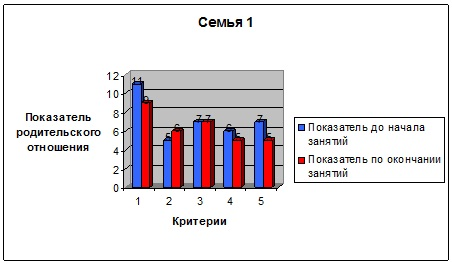 Семья 1
Показатель
родительского
отношения
12
10
8
6
4
2
0
11 9 5 6 7 7 6 5 7 5
1 2 3 4 5
Критерии
Показатель до начала
занятий
Показатель по окончании
занятий